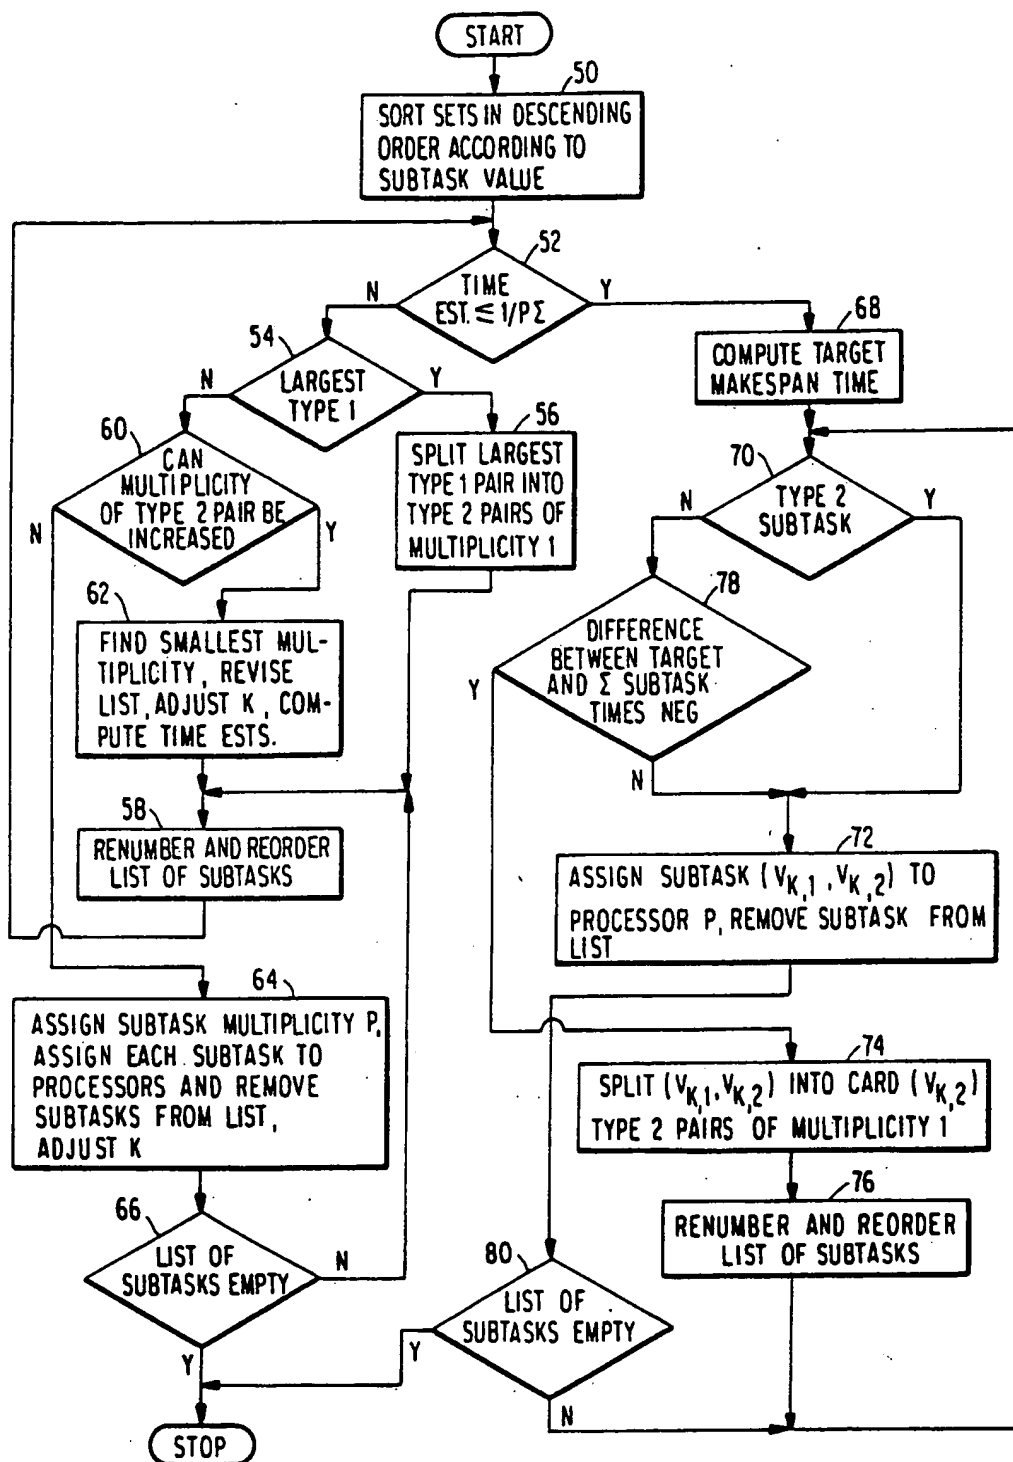 START
50
SORT SETS IN DESCENDING
ORDER ACCORDING TO
SUBTASK VALUE
52
TIME
EST. ≦ 1/P Σ
N
Y
54
LARGEST
TYPE 1
N
Y
68
COMPUTE TARGET
MAKESPAN TIME
60
CAN
MULTIPLICITY
OF TYPE 2 PAIR BE
INCREASED
N
Y
56
SPLIT LARGEST
TYPE 1 PAIR INTO
TYPE 2 PAIRS OF
MULTIPLICITY 1
70
TYPE 2
SUBTASK
N
Y
62
FIND SMALLEST MUL-
TIPLICITY, REVISE
LIST, ADJUST K, COM-
PUTE TIME ESTS.
78
DIFFERENCE
BETWEEN TARGET
AND Σ SUBTASK
TIMES NEG
Y
N
58
RENUMBER AND REORDER
LIST OF SUBTASKS
72
ASSIGN SUBTASK (V_K,1, V_K,2) TO
PROCESSOR P, REMOVE SUBTASK FROM
LIST
64
ASSIGN SUBTASK MULTIPLICITY P,
ASSIGN EACH SUBTASK TO
PROCESSORS AND REMOVE
SUBTASKS FROM LIST,
ADJUST K
74
SPLIT (V_K,1, V_K,2) INTO CARD (V_K,2)
TYPE 2 PAIRS OF MULTIPLICITY 1
76
RENUMBER AND REORDER
LIST OF SUBTASKS
66
LIST OF
SUBTASKS EMPTY
N
Y
80
LIST OF
SUBTASKS EMPTY
Y
N
STOP